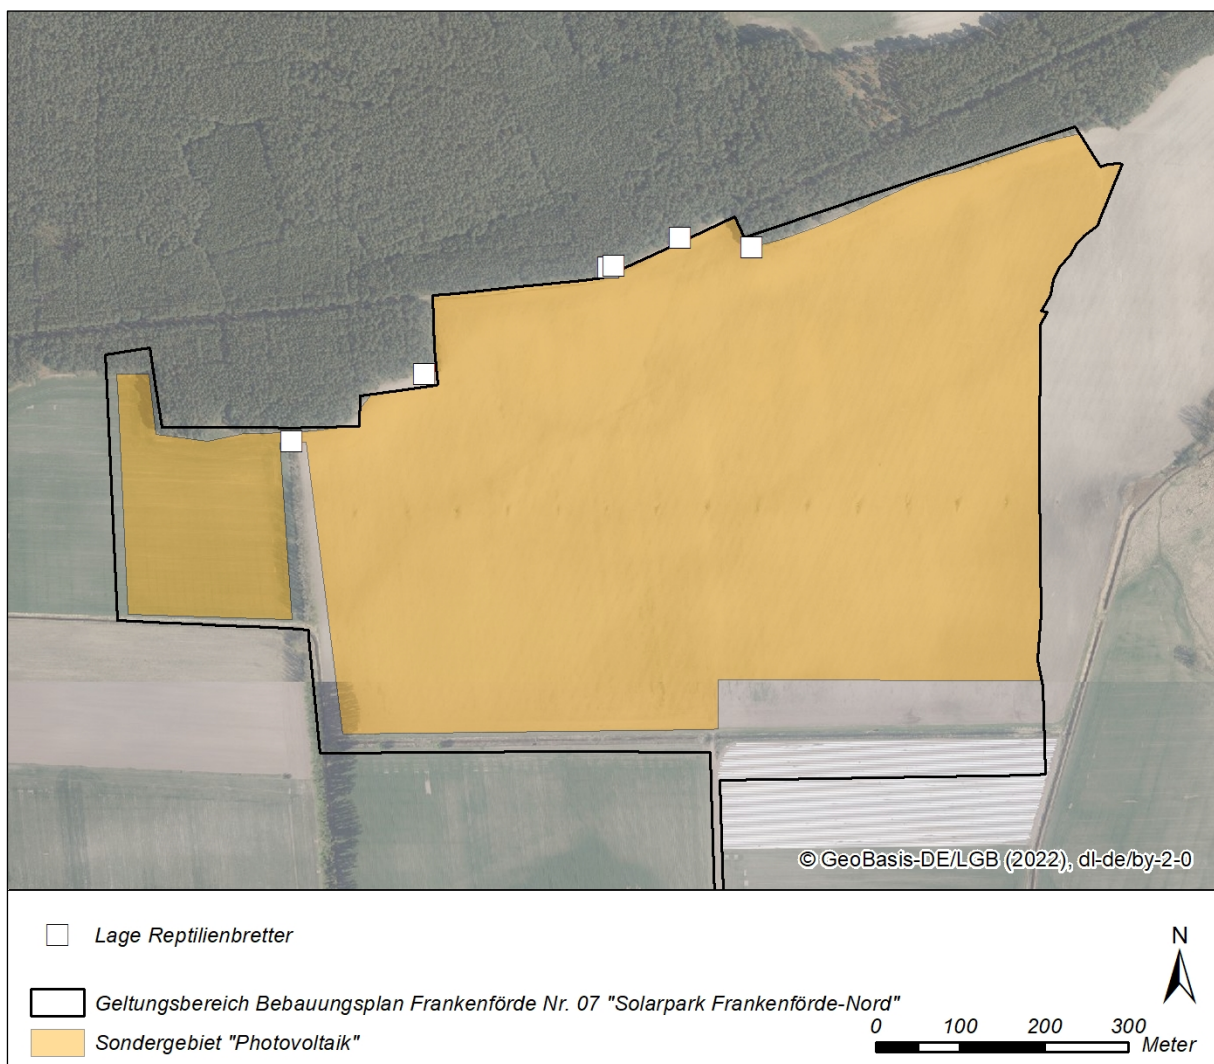 © GeoBasis-DE/LGB (2022), dl-de/by-2-0
Lage Reptilienbretter
N
Geltungsbereich Bebauungsplan Frankenförde Nr. 07 "Solarpark Frankenförde-Nord"
Sondergebiet "Photovoltaik"
0 100 200 300
Meter